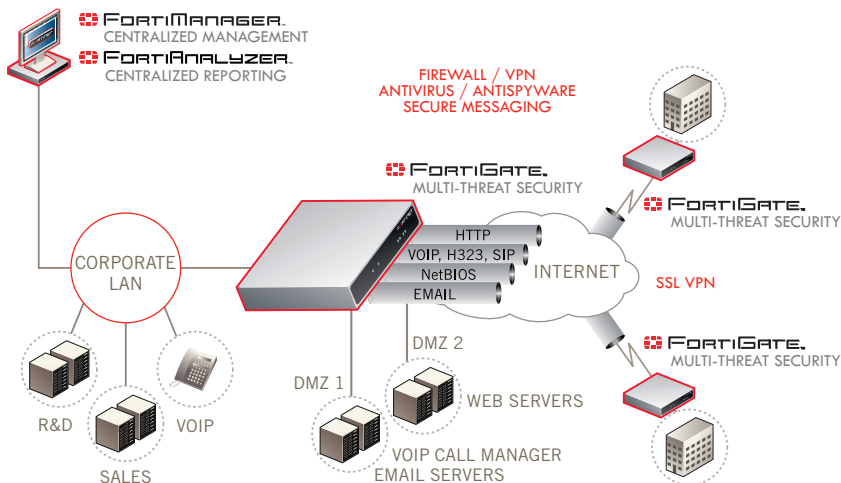 FORTIMANAGER
CENTRALIZED MANAGEMENT
FORTIANALYZER
CENTRALIZED REPORTING
FIREWALL / VPN
ANTIVIRUS / ANTISPYWARE
SECURE MESSAGING
FORTIGATE
MULTI-THREAT SECURITY
FORTIGATE
MULTI-THREAT SECURITY
HTTP
VOIP, H323, SIP
NetBIOS
EMAIL
INTERNET
SSL VPN
CORPORATE
LAN
FORTIGATE
MULTI-THREAT SECURITY
DMZ 2
DMZ 1
WEB SERVERS
R&D
VOIP
SALES
VOIP CALL MANAGER
EMAIL SERVERS